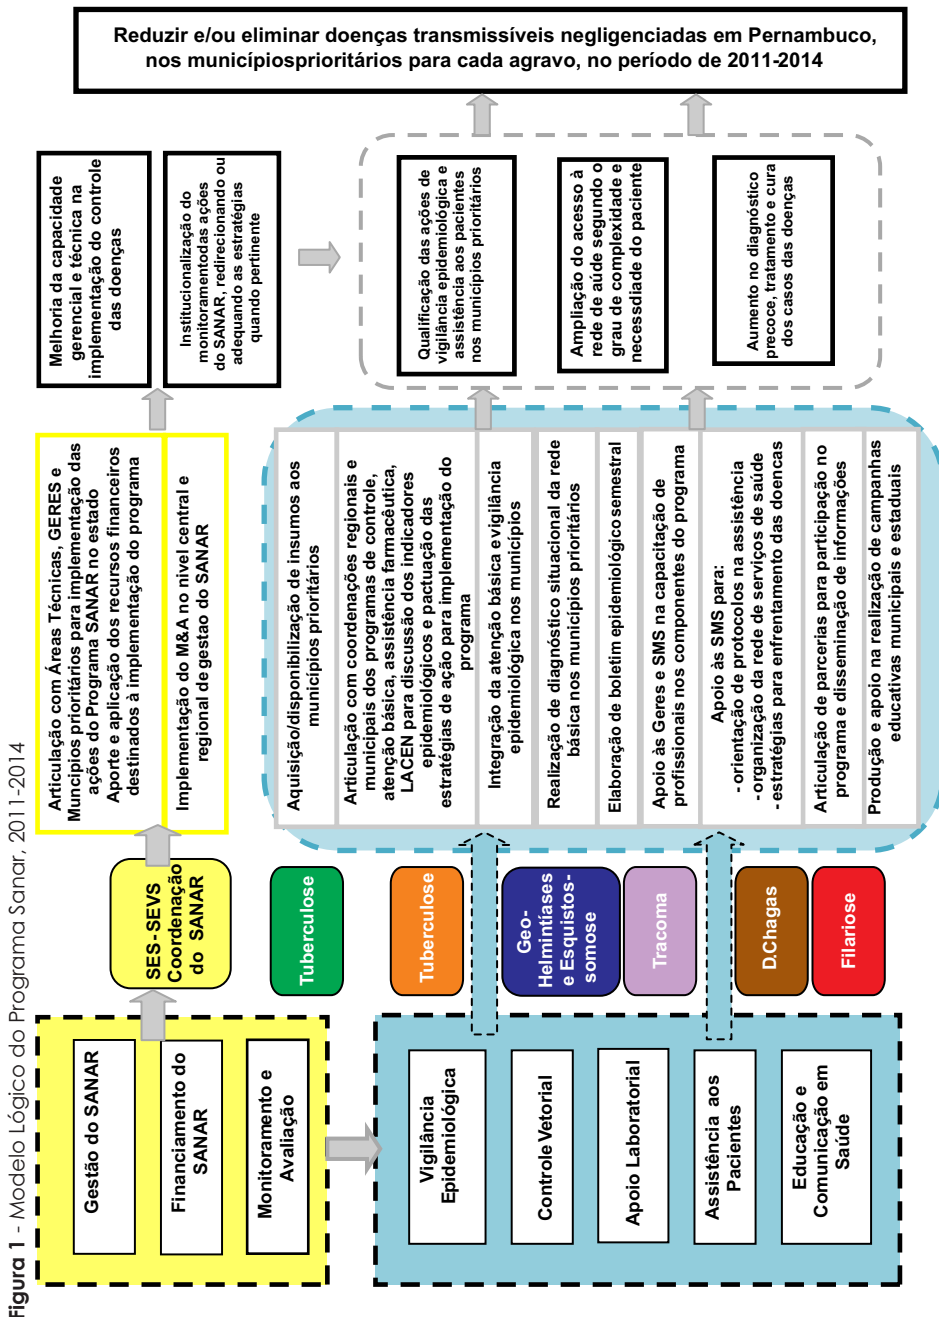 Figura 1 - Modelo Lógico do Programa Sanar, 2011-2014
Gestão do SANAR
Financiamento do
SANAR
Monitoramento e
Avaliação
SES-SEVS
Coordenação
do SANAR
Articulação com Áreas Técnicas, GERES e
Muncípios prioritários para implementação das
ações do Programa SANAR no estado
Aporte e aplicação dos recursos financeiros
destinados à implementação do programa
Implementação do M&A no nível central e
regional de gestao do SANAR
Melhoria da capacidade
gerencial e técnica na
implementação do controle
das doenças
Institucionalização do
monitoramentodas ações
do SANAR, redirecionando ou
adequando as estratégias
quando pertinente
Vigilância
Epidemiológica
Controle Vetorial
Apoio Laboratorial
Assistência aos
Pacientes
Educação e
Comunicação em
Saúde
Tuberculose
Tuberculose
Geo-
Helmintíases
e Esquistos-
somose
Tracoma
D.Chagas
Filariose
Aquisição/disponibilização de insumos aos
municípios prioritários
Articulação com coordenações regionais e
municipais dos programas de controle,
atenção básica, assistência farmacêutica,
LACEN para discussão dos indicadores
epidemiológicos e pactuação das
estratégias de ação para implementação do
programa
Integração da atenção básica evigilância
epidemiológica nos municípios
Realização de diagnóstico situacional da rede
básica nos municípios prioritários
Elaboração de boletim epidemiológicosemestral
Apoio às Geres e SMS na capacitação de
profissionais nos componentes do programa
Apoio às SMS para:
- orientação de protocolos na assistência
-organização da rede de serviços de saúde
- estratégias para enfrentamento das doencas
Articulação de parcerias para participação no
programa e disseminação de informações
Produção e apoio na realização de campanhas
educativas municipais e estaduais
Qualificação das ações de
vigilância epidemiológica e
assistência aos pacientes
nos municípios prioritários
Ampliação do acesso à
rede de aúde segundo o
grau de complexidade e
necessdiade do paciente
Aumento no diagnóstico
precoce, tratamento e cura
dos casos das doenças
Reduzir e/ou eliminar doenças transmissíveis negligenciadas em Pernambuco,
nos municípiosprioritários para cada agravo, no período de 2011-2014